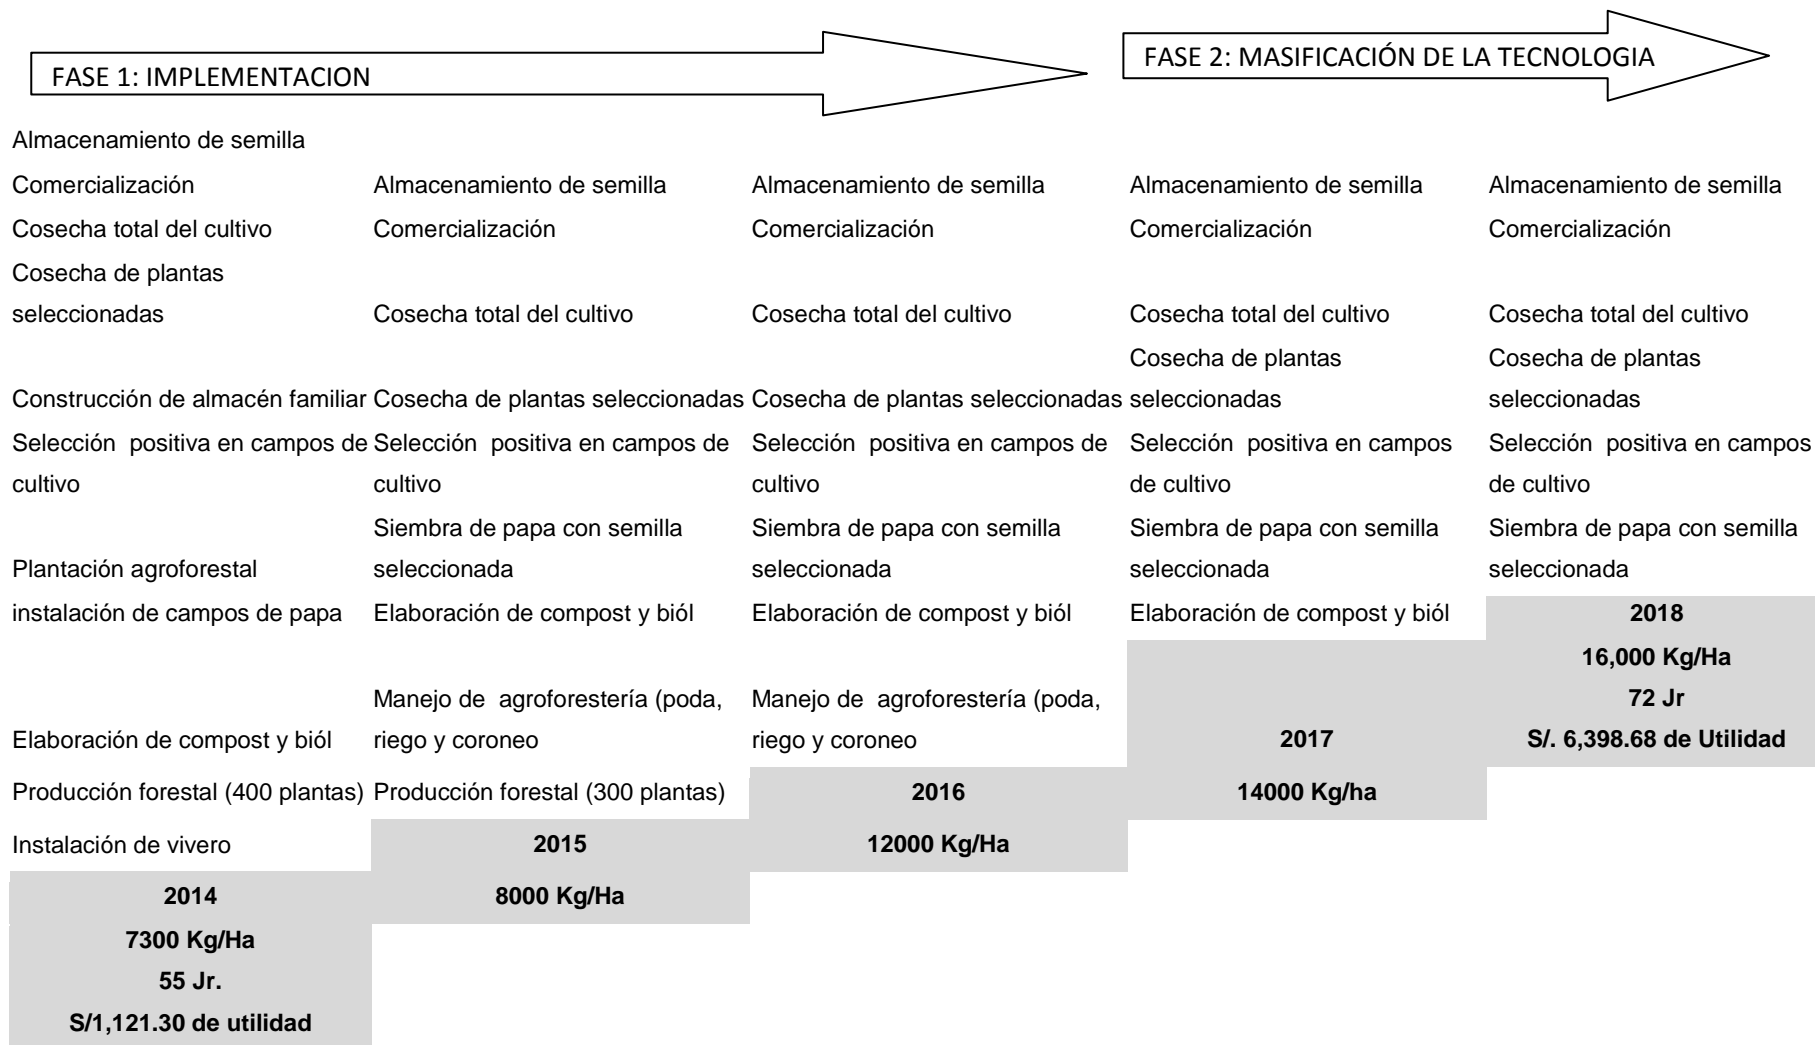 FASE 1: IMPLEMENTACION
FASE 2: MASIFICACIÓN DE LA TECNOLOGIA
Almacenamiento de semilla
Comercialización
Cosecha total del cultivo
Cosecha de plantas
seleccionadas
Construcción de almacén familiar
Selección  positiva en campos de
cultivo
Plantación agroforestal
instalación de campos de papa
Elaboración de compost y biól
Producción forestal (400 plantas)
Instalación de vivero
2014
7300 Kg/Ha
55 Jr.
S/1,121.30 de utilidad
Almacenamiento de semilla
Comercialización
Cosecha total del cultivo
Cosecha de plantas seleccionadas
Selección  positiva en campos de
cultivo
Siembra de papa con semilla
seleccionada
Elaboración de compost y biól
Manejo de  agroforestería (poda,
riego y coroneo
Producción forestal (300 plantas)
2015
8000 Kg/Ha
Almacenamiento de semilla
Comercialización
Cosecha total del cultivo
Cosecha de plantas seleccionadas
Selección  positiva en campos de
cultivo
Siembra de papa con semilla
seleccionada
Elaboración de compost y biól
Manejo de  agroforestería (poda,
riego y coroneo
2016
12000 Kg/Ha
Almacenamiento de semilla
Comercialización
Cosecha total del cultivo
Cosecha de plantas
seleccionadas
Selección  positiva en campos
de cultivo
Siembra de papa con semilla
seleccionada
Elaboración de compost y biól
2017
14000 Kg/ha
Almacenamiento de semilla
Comercialización
Cosecha total del cultivo
Cosecha de plantas
seleccionadas
Selección  positiva en campos
de cultivo
Siembra de papa con semilla
seleccionada
2018
16,000 Kg/Ha
72 Jr
S/. 6,398.68 de Utilidad